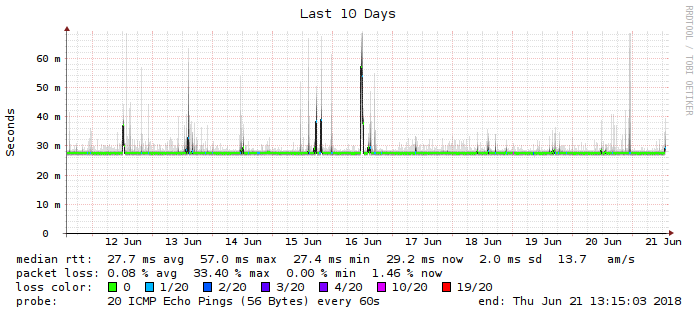 Last 10 Days
RRDTOOL / TOBI OETIKER
Seconds
60 m
50 m
40 m
30 m
20 m
10 m
0
12 Jun 13 Jun 14 Jun 15 Jun 16 Jun 17 Jun 18 Jun 19 Jun 20 Jun 21 Jun
median rtt: 27.7 ms avg 57.0 ms max 27.4 ms min 29.2 ms now 2.0 ms sd 13.7 am/s
packet loss: 0.08 % avg 33.40 % max 0.00 % min 1.46 % now
loss color: 0 1/20 2/20 3/20 4/20 10/20 19/20
probe: 20 ICMP Echo Pings (56 Bytes) every 60s end: Thu Jun 21 13:15:03 2018